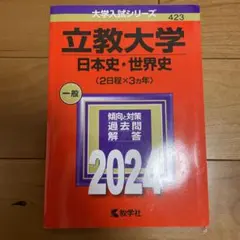 大学入試シリーズ
423
立教大学
日本史・世界史
〈2日程×3カ年〉
一般
傾向と対策
過去問
解答
2024
教学社